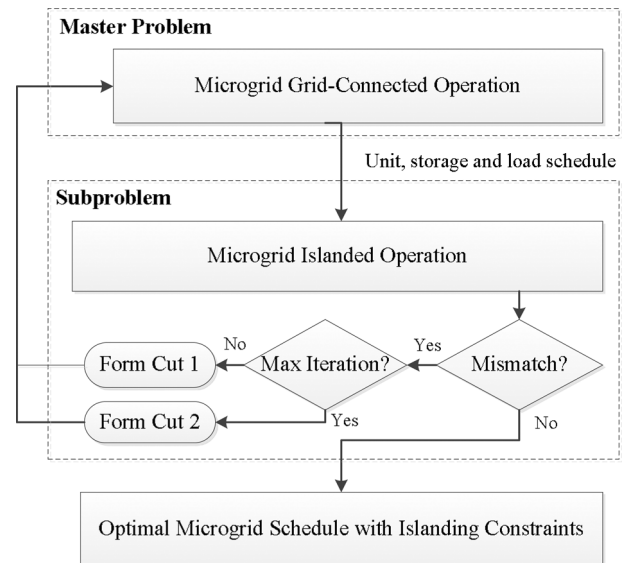 Master Problem
Microgrid Grid-Connected Operation
Unit, storage and load schedule
Subproblem
Microgrid Islanded Operation
No
Yes
Form Cut 1
Max Iteration?
Mismatch?
Form Cut 2
Yes
No
Optimal Microgrid Schedule with Islanding Constraints